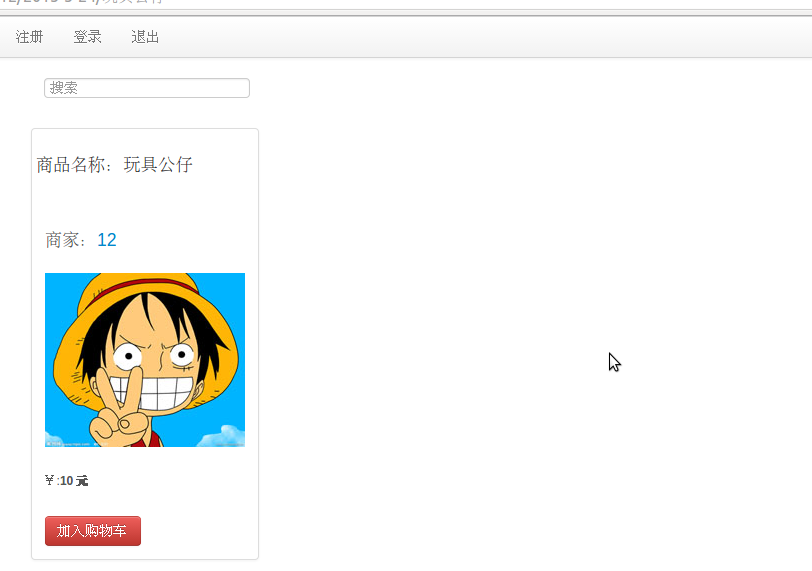 注册 登录 退出
搜索
商品名称：玩具公仔
商家：12
￥:10 元
加入购物车